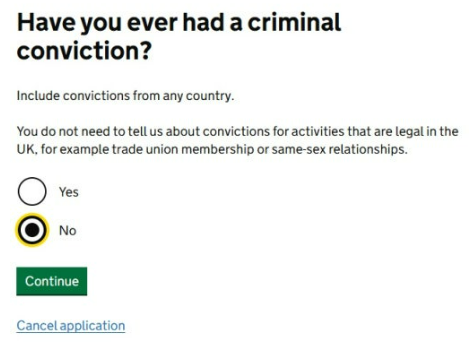 Have you ever had a criminal
conviction?
Include convictions from any country.
You do not need to tell us about convictions for activities that are legal in the
UK, for example trade union membership or same-sex relationships.
Yes
No
Continue
Cancel application